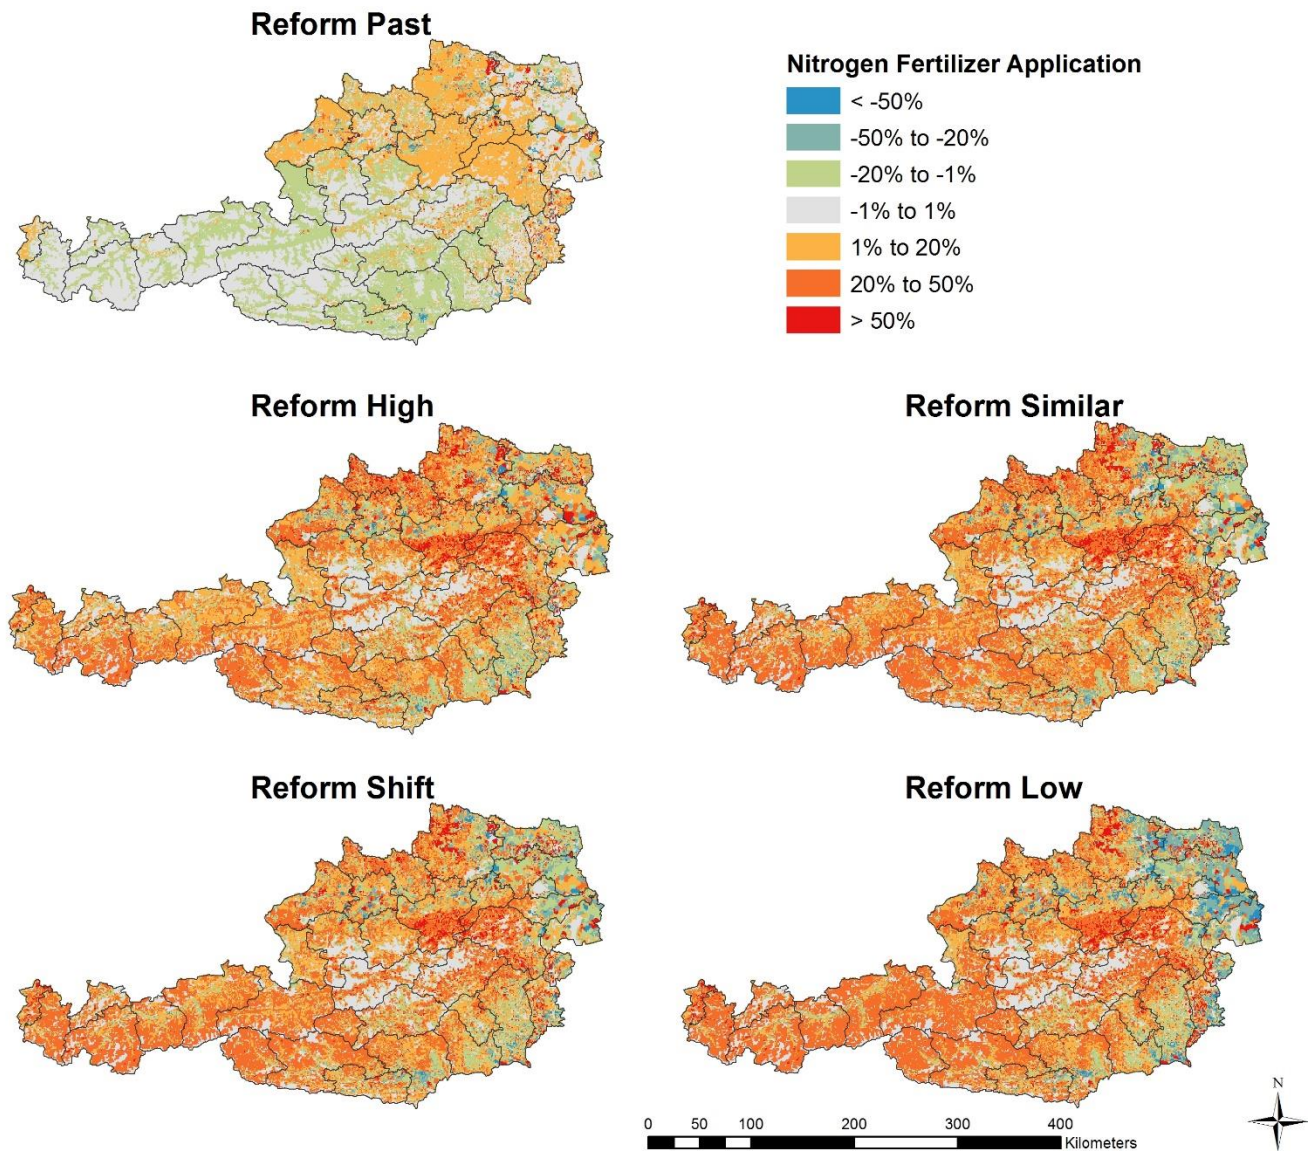 Reform Past
Nitrogen Fertilizer Application
< -50%
-50% to -20%
-20% to -1%
-1% to 1%
1% to 20%
20% to 50%
> 50%
Reform High
Reform Similar
Reform Shift
Reform Low
N
0 50 100 200 300 400
Kilometers